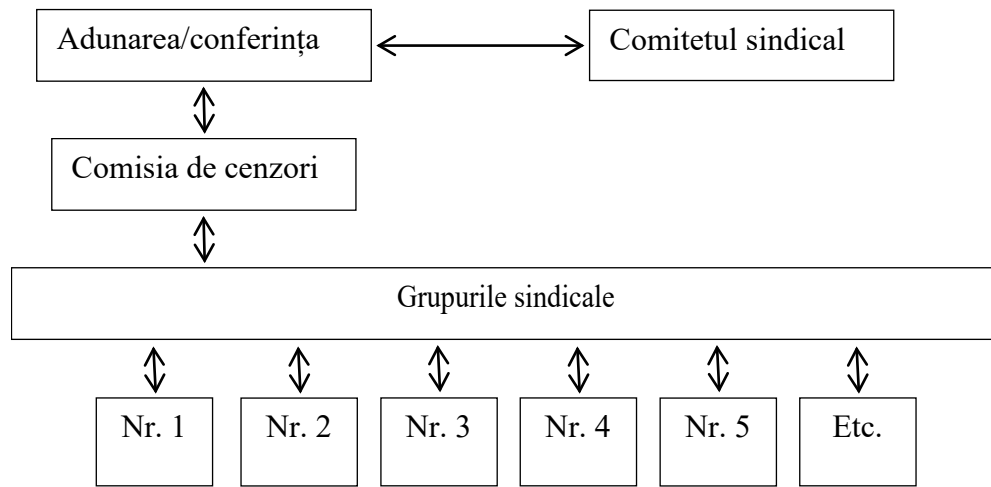 Adunarea/conferința
Comitetul sindical
Comisia de cenzori
Grupurile sindicale
Nr. 1
Nr. 2
Nr. 3
Nr. 4
Nr. 5
Etc.